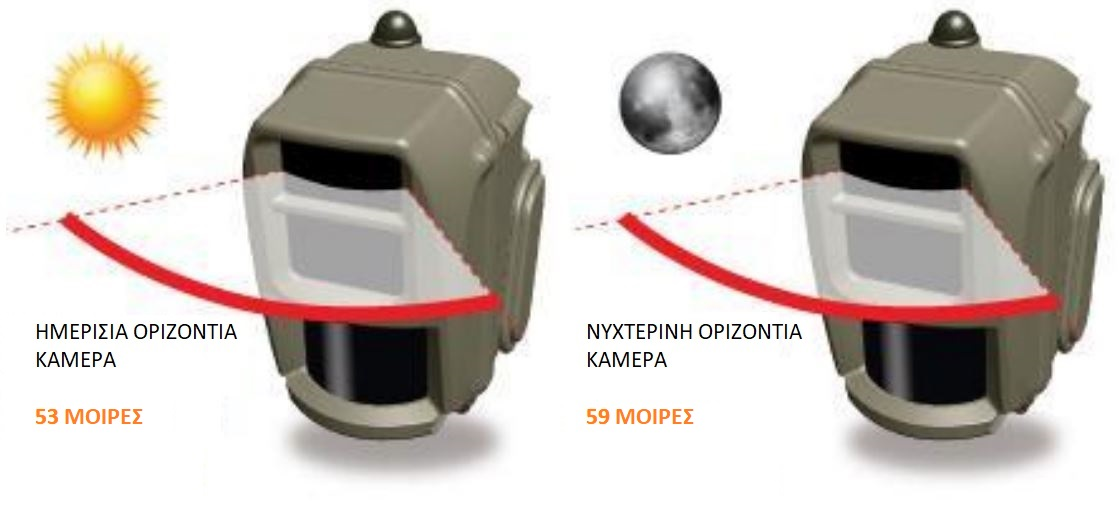 ΗΜΕΡΙΣΙΑ ΟΡΙΖΟΝΤΙΑ
ΚΑΜΕΡΑ
53 ΜΟΙΡΕΣ
ΝΥΧΤΕΡΙΝΗ ΟΡΙΖΟΝΤΙΑ
ΚΑΜΕΡΑ
59 ΜΟΙΡΕΣ